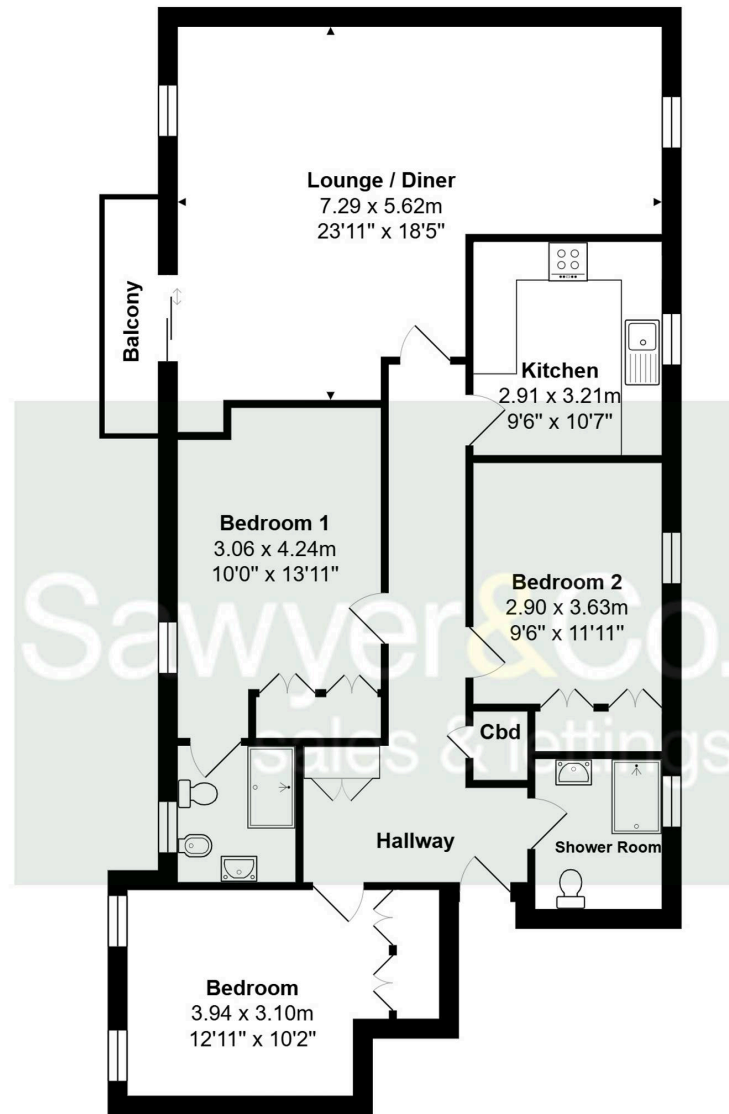 Lounge / Diner
7.29 x 5.62m
23'11" x 18'5"
Balcony
Kitchen
2.91 x 3.21m
9'6" x 10'7"
Bedroom 1
3.06 x 4.24m
10'0" x 13'11"
Bedroom 2
2.90 x 3.63m
9'6" x 11'11"
Sawyer&Co.
sales & lettings
Cbd
Hallway
Shower Room
Bedroom
3.94 x 3.10m
12'11" x 10'2"